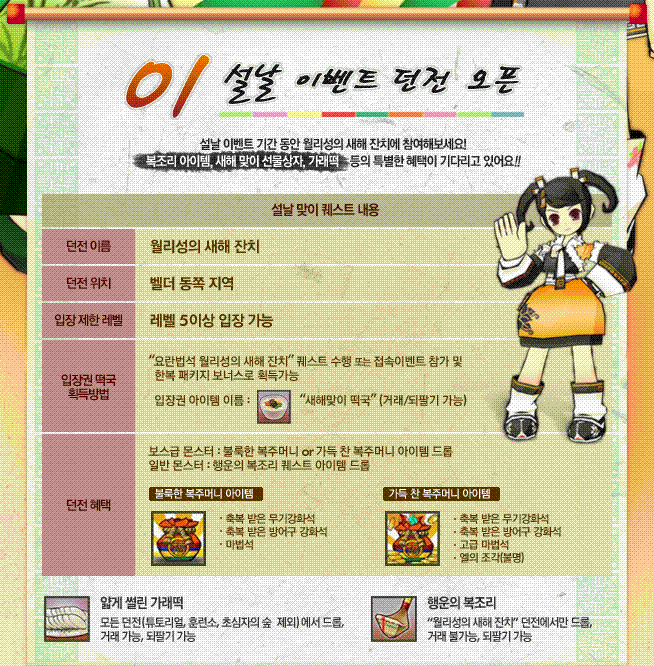 01 설날 이벤트 던전 오픈
설날 이벤트 기간 동안 월리성의 새해 잔치에 참여해보세요!
복조리 아이템, 새해 맞이 선물상자, 가래떡 등의 특별한 혜택이 기다리고 있어요!!
설날 맞이 퀘스트 내용
던전 이름
월리성의 새해 잔치
던전 위치
벨더 동쪽 지역
입장 제한 레벨
레벨 5이상 입장 가능
입장권 떡국
획득방법
“요란법석 월리성의 새해 잔치” 퀘스트 수행 또는 접속이벤트 참가 및
한복 패키지 보너스로 획득가능
입장권 아이템 이름 : “새해맞이 떡국” (거래/되팔기 가능)
던전 혜택
보스급 몬스터 : 불룩한 복주머니 or 가득 찬 복주머니 아이템 드롭
일반 몬스터 : 행운의 복조리 퀘스트 아이템 드롭
불룩한 복주머니 아이템
· 축복 받은 무기강화석
· 축복 받은 방어구 강화석
· 마법석
가득 찬 복주머니 아이템
· 축복 받은 무기강화석
· 축복 받은 방어구 강화석
· 고급 마법석
· 엘의 조각(불명)
얇게 썰린 가래떡
모든 던전(튜토리얼, 훈련소, 초심자의 숲 제외)에서 드롭,
거래 가능, 되팔기 가능
행운의 복조리
“월리성의 새해 잔치” 던전에서만 드롭,
거래 불가능, 되팔기 가능